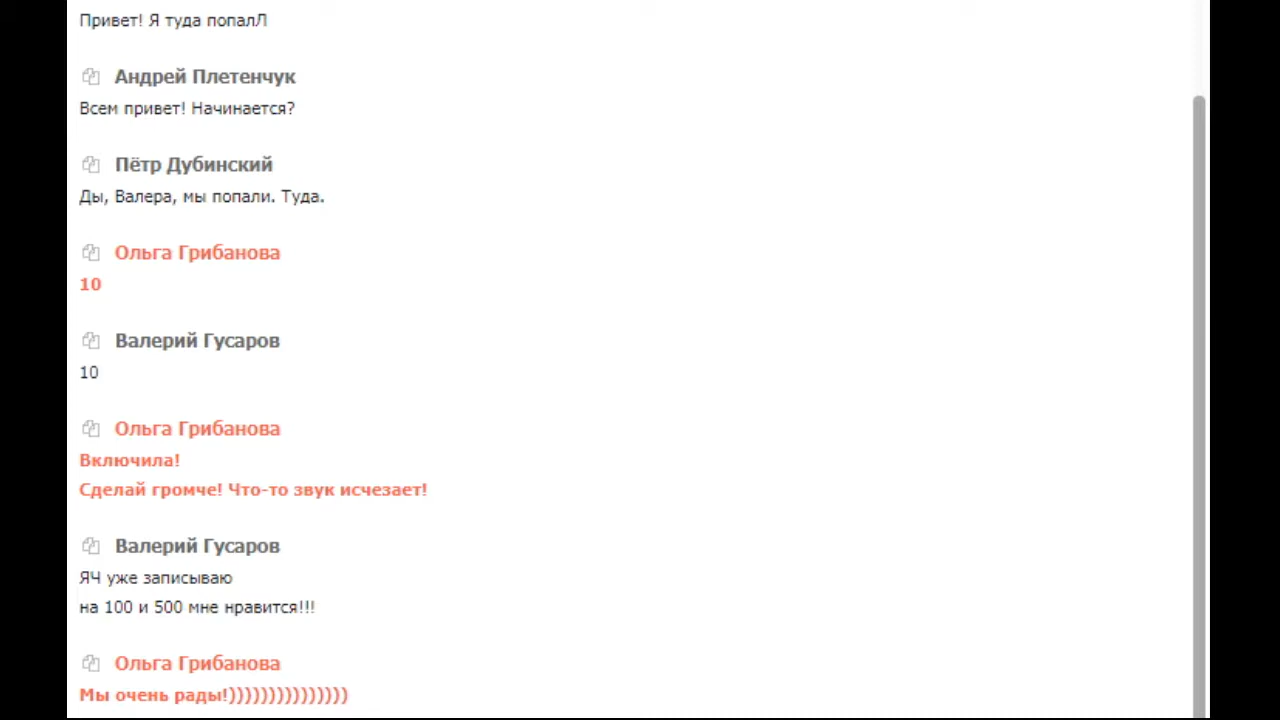 Привет! Я туда попалЛ
Андрей Плетенчук
Всем привет! Начинается?
Пётр Дубинский
Ды, Валера, мы попали. Туда.
Ольга Грибанова
10
Валерий Гусаров
10
Ольга Грибанова
Включила!
Сделай громче! Что-то звук исчезает!
Валерий Гусаров
ЯЧ уже записываю
на 100 и 500 мне нравится!!!
Ольга Грибанова
Мы очень рады!)))))))))))))))